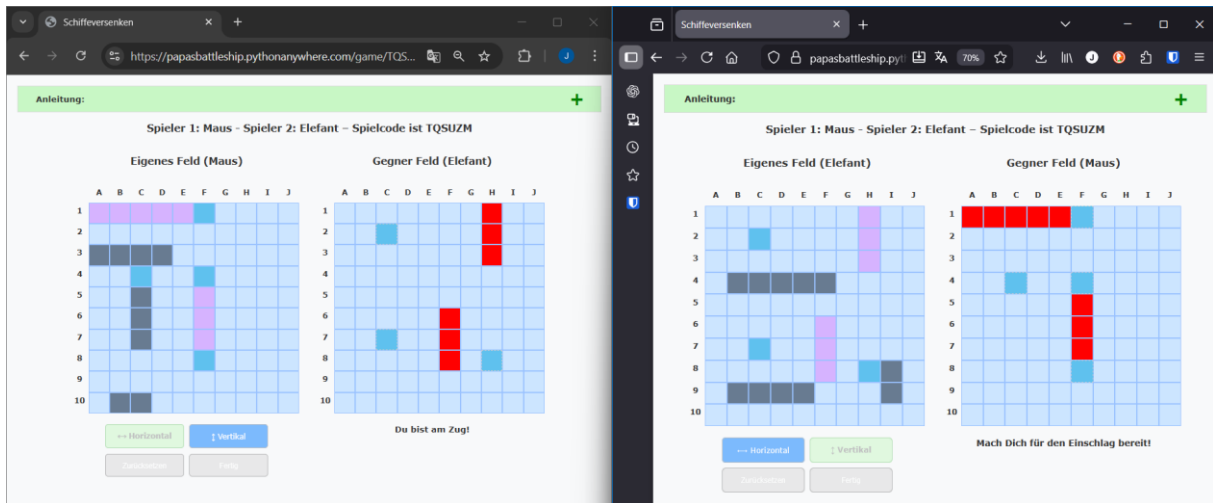 Schiffeversenken
https://papasbattleship.pythonanywhere.com/game/TQS...
J
Anleitung:
Spieler 1: Maus - Spieler 2: Elefant – Spielcode ist TQSUZM
Eigenes Feld (Maus)
A B C D E F G H I J
1
2
3
4
5
6
7
8
9
10
Gegner Feld (Elefant)
A B C D E F G H I J
1
2
3
4
5
6
7
8
9
10
↔ Horizontal
↕ Vertikal
Zurücksetzen
Fertig
Du bist am Zug!
Schiffeversenken
papasbattleship.pyt
70%
J
Anleitung:
Spieler 1: Maus - Spieler 2: Elefant – Spielcode ist TQSUZM
Eigenes Feld (Elefant)
A B C D E F G H I J
1
2
3
4
5
6
7
8
9
10
Gegner Feld (Maus)
A B C D E F G H I J
1
2
3
4
5
6
7
8
9
10
↔ Horizontal
↕ Vertikal
Zurücksetzen
Fertig
Mach Dich für den Einschlag bereit!